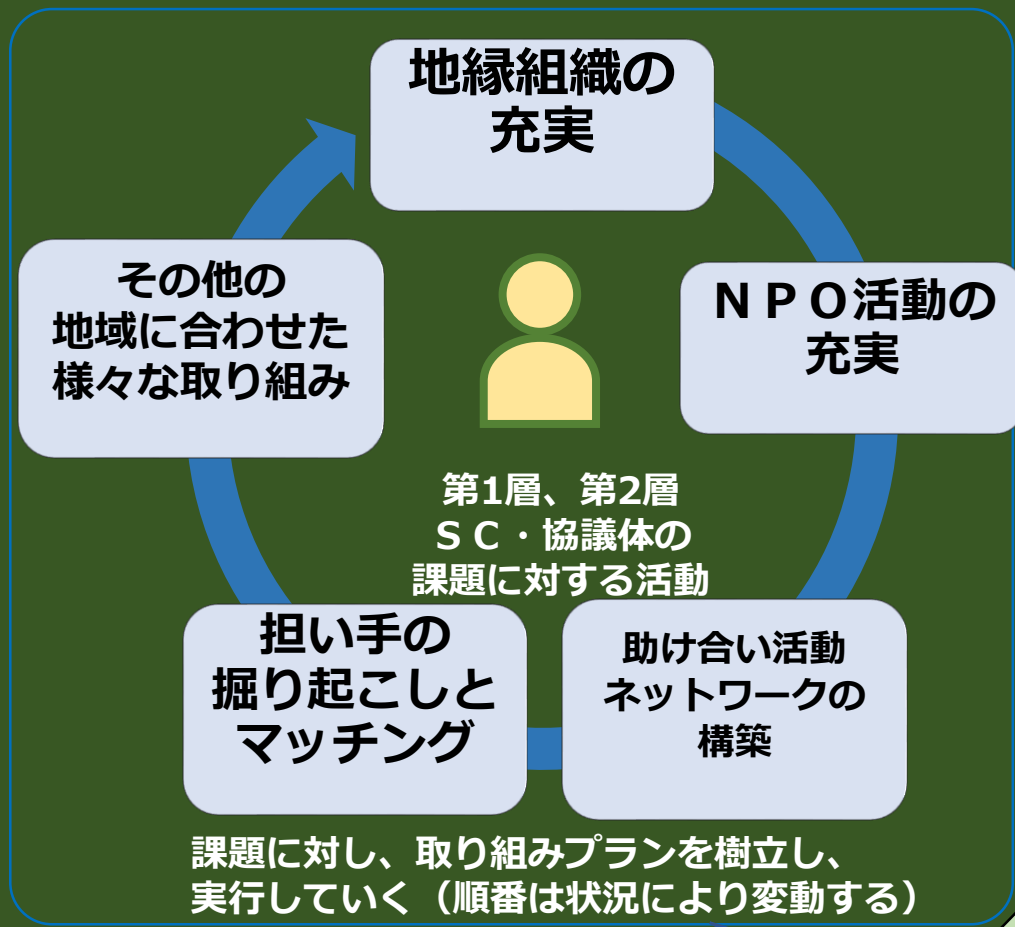 地縁組織の
充実
ＮＰＯ活動の
充実
助け合い活動
ネットワークの
構築
担い手の
掘り起こしと
マッチング
その他の
地域に合わせた
様々な取り組み
第1層、第2層
ＳＣ・協議体の
課題に対する活動
課題に対し、取り組みプランを樹立し、
実行していく（順番は状況により変動する）